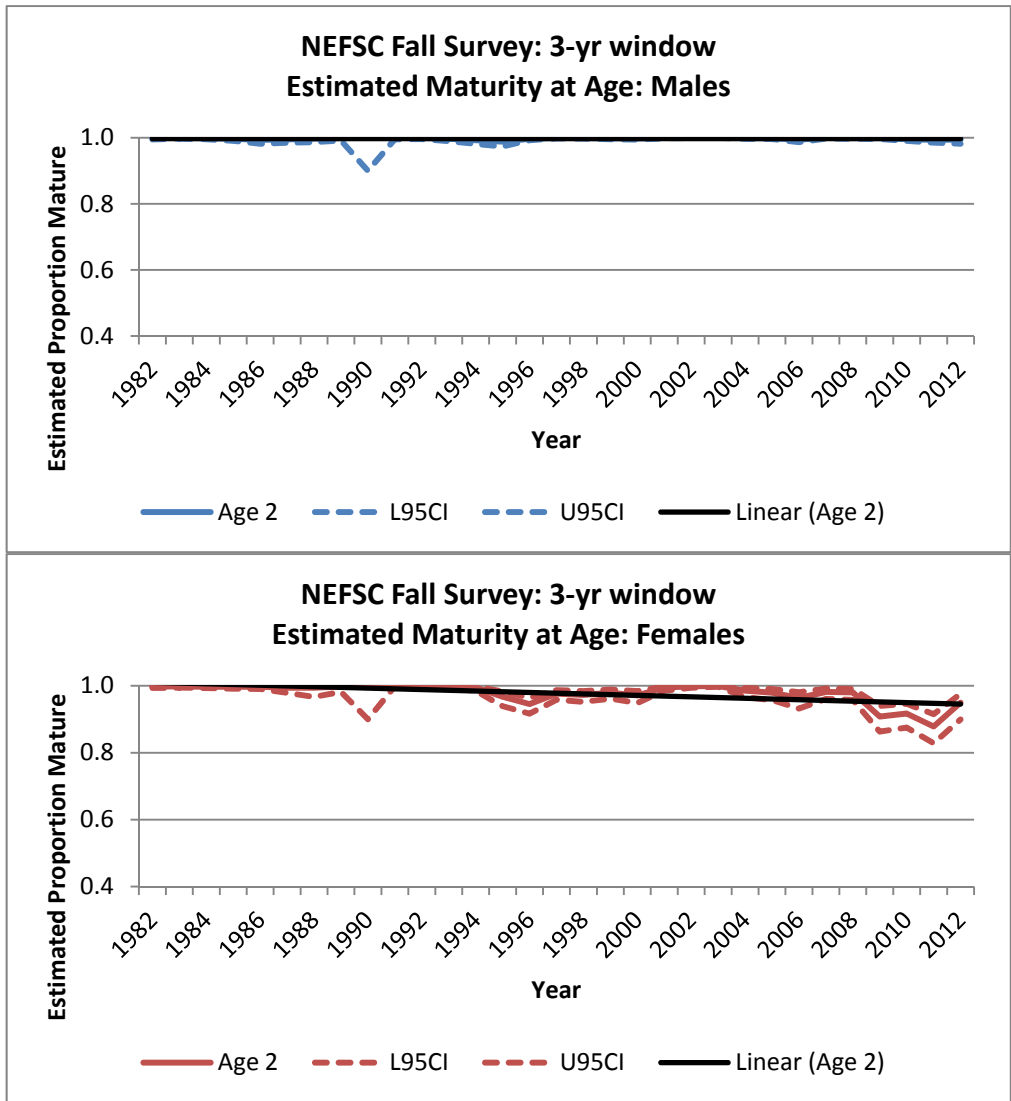 NEFSC Fall Survey: 3-yr window
Estimated Maturity at Age: Males
Estimated Proportion Mature
1.0
0.8
0.6
0.4
1982 1984 1986 1988 1990 1992 1994 1996 1998 2000 2002 2004 2006 2008 2010 2012
Year
Age 2 L95CI U95CI Linear (Age 2)
NEFSC Fall Survey: 3-yr window
Estimated Maturity at Age: Females
Estimated Proportion Mature
1.0
0.8
0.6
0.4
1982 1984 1986 1988 1990 1992 1994 1996 1998 2000 2002 2004 2006 2008 2010 2012
Year
Age 2 L95CI U95CI Linear (Age 2)